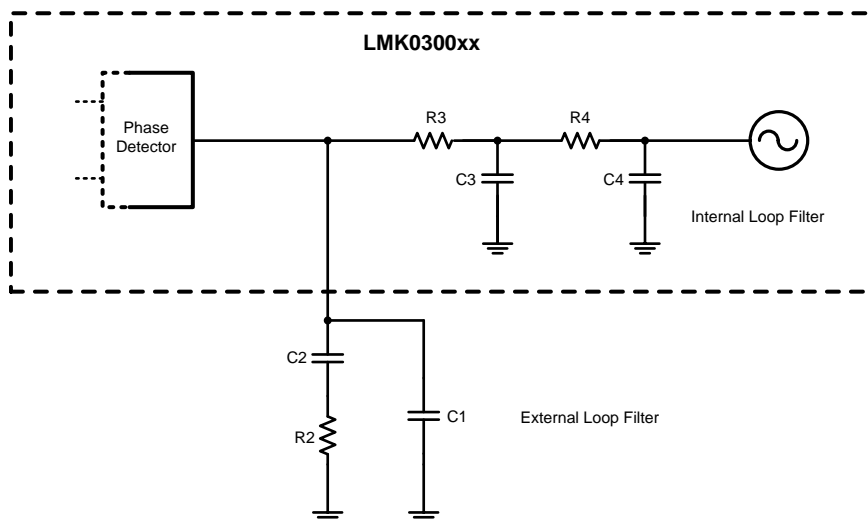 LMK0300xx
Phase
Detector
R3
R4
C3
C4
Internal Loop Filter
C2
C1
R2
External Loop Filter